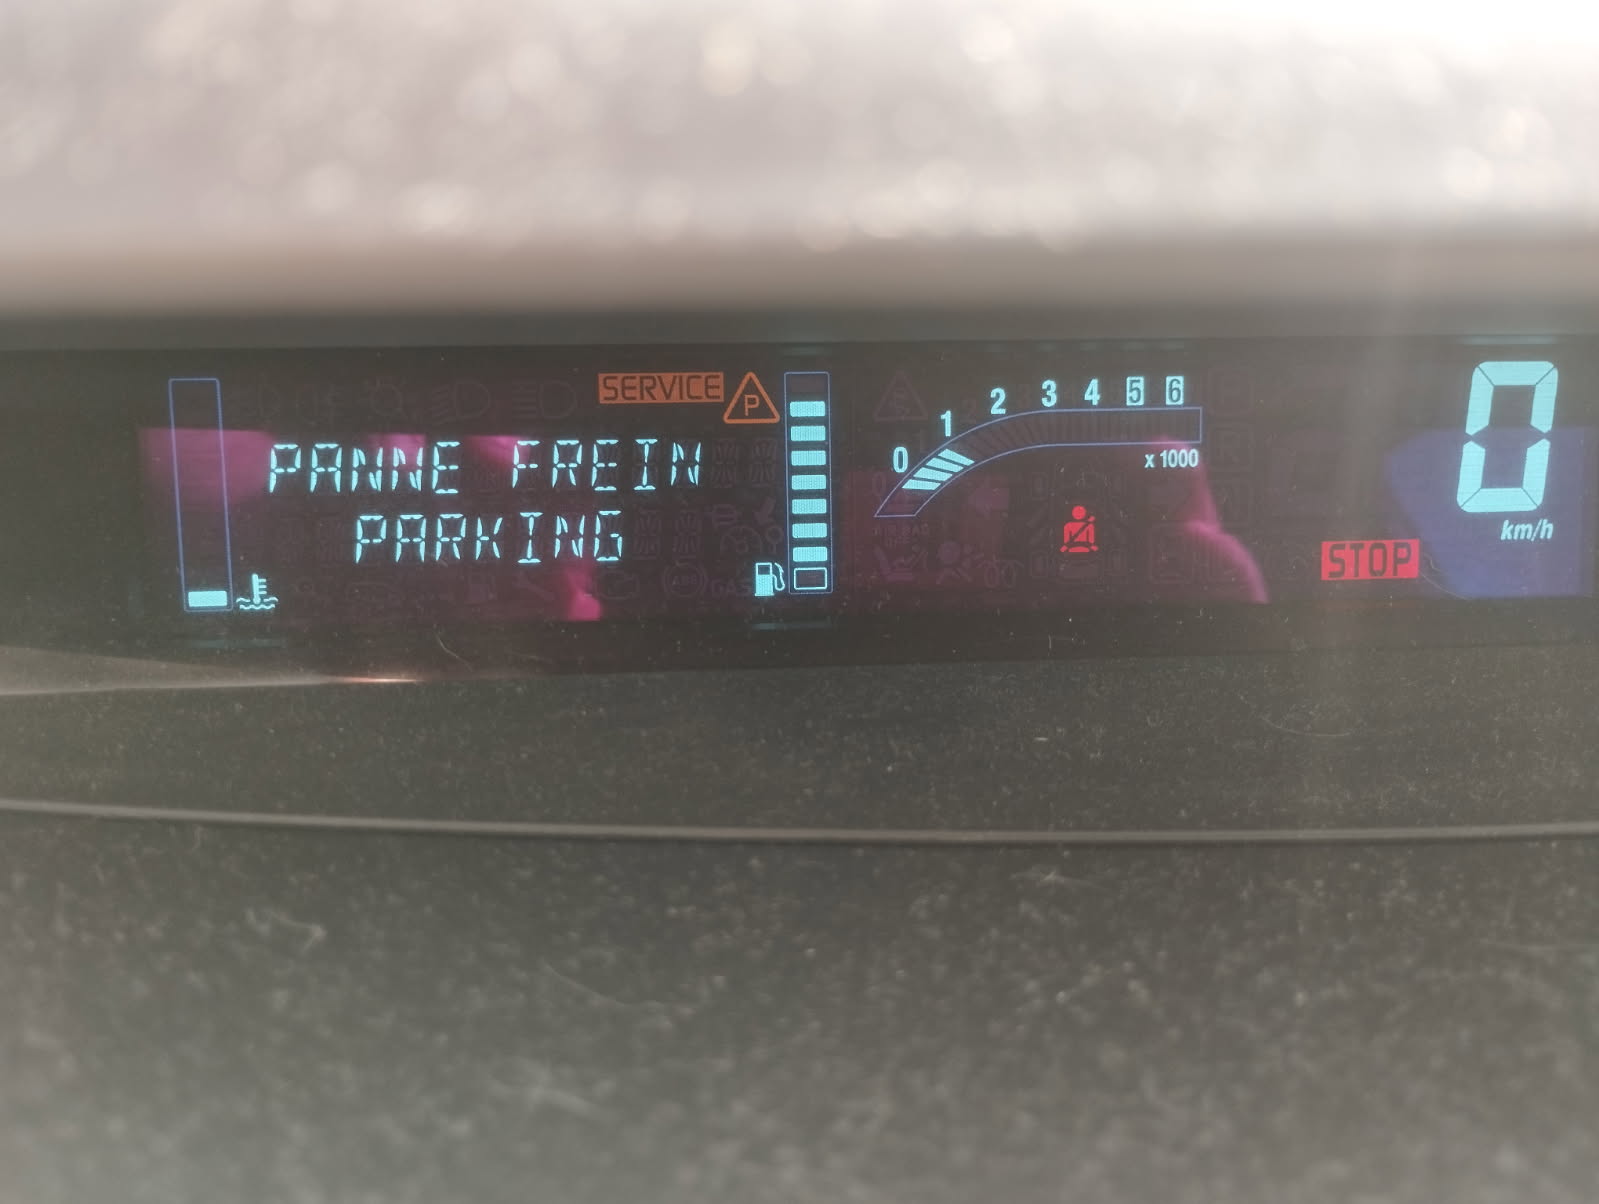 SERVICE
P
PANNE FREIN
PARKING
0 1 2 3 4 5 6
x 1000
0
km/h
STOP